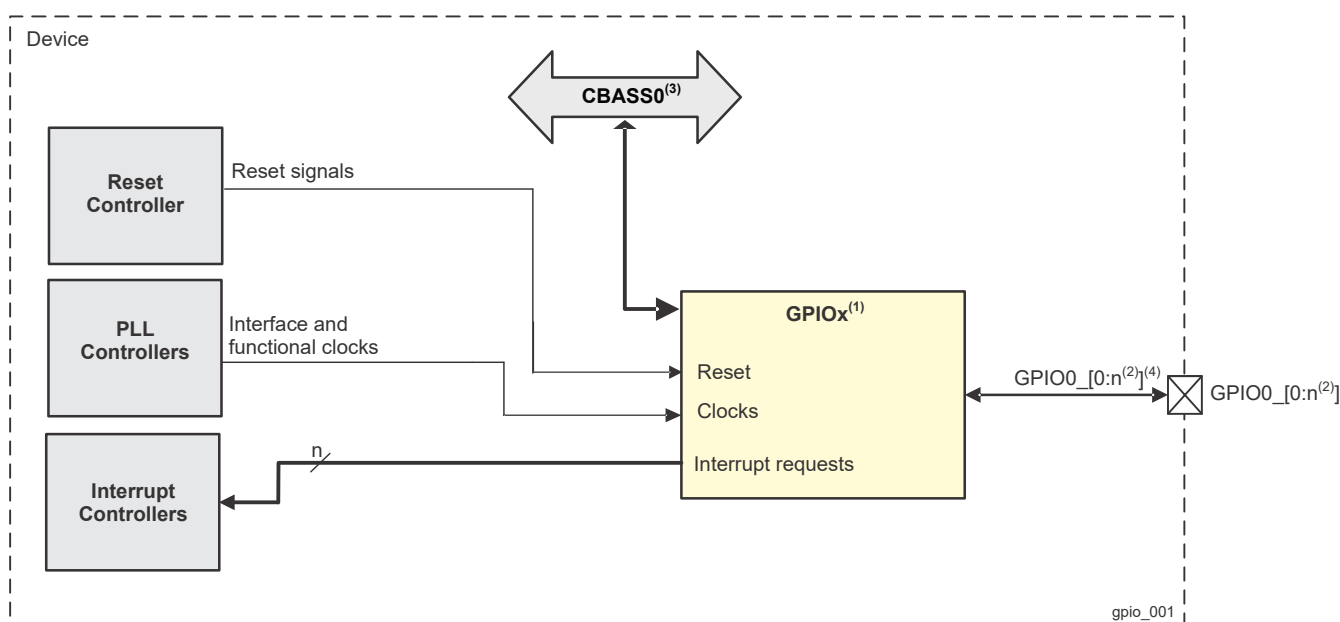 Device
CBASS0(3)
Reset
Controller
Reset signals
PLL
Controllers
Interface and
functional clocks
GPIOx(1)
Reset
Clocks
Interrupt requests
GPIO0_[0:n(2)](4)
GPIO0_[0:n(2)]
n
Interrupt
Controllers
gpio_001